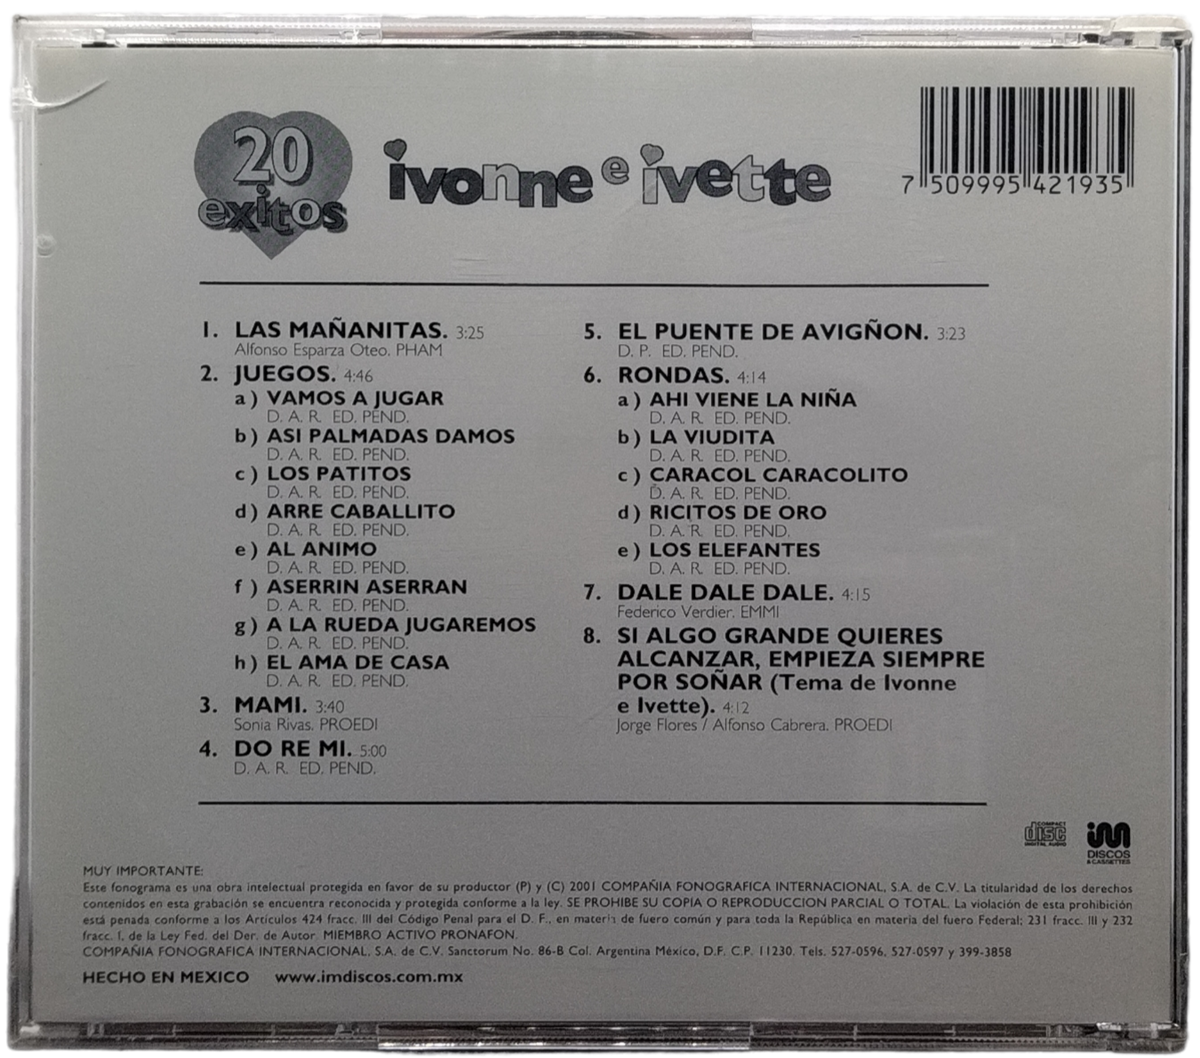 20
exitos
ivonne e ivette
7 509995 421935
1. LAS MAÑANITAS. 3:25
Alfonso Esparza Oteo. PHAM
2. JUEGOS. 4:46
a) VAMOS A JUGAR
D. A. R. ED. PEND.
b) ASI PALMADAS DAMOS
D. A. R. ED. PEND.
c) LOS PATITOS
D. A. R. ED. PEND.
d) ARRE CABALLITO
D. A. R. ED. PEND.
e) AL ANIMO
D. A. R. ED. PEND.
f) ASERRIN ASERRAN
D. A. R. ED. PEND.
g) A LA RUEDA JUGAREMOS
D. A. R. ED. PEND.
h) EL AMA DE CASA
D. A. R. ED. PEND.
3. MAMI. 3:40
Sonia Rivas. PROEDI
4. DO RE MI. 5:00
D. A. R. ED. PEND.
5. EL PUENTE DE AVIGÑON. 3:23
D. P. ED. PEND.
6. RONDAS. 4:14
a) AHI VIENE LA NIÑA
D. A. R. ED. PEND.
b) LA VIUDITA
D. A. R. ED. PEND.
c) CARACOL CARACOLITO
D. A. R. ED. PEND.
d) RICITOS DE ORO
D. A. R. ED. PEND.
e) LOS ELEFANTES
D. A. R. ED. PEND.
7. DALE DALE DALE. 4:15
Federico Verdier. EMMI
8. SI ALGO GRANDE QUIERES
ALCANZAR, EMPIEZA SIEMPRE
POR SOÑAR (Tema de Ivonne
e Ivette). 4:12
Jorge Flores / Alfonso Cabrera. PROEDI
COMPACT
disc
DIGITAL AUDIO
im
DISCOS
& CASSETTES
MUY IMPORTANTE:
Este fonograma es una obra intelectual protegida en favor de su productor (P) y (C) 2001 COMPAÑIA FONOGRAFICA INTERNACIONAL, S.A. de C.V. La titularidad de los derechos
contenidos en esta grabación se encuentra reconocida y protegida conforme a la ley. SE PROHIBE SU COPIA O REPRODUCCION PARCIAL O TOTAL. La violación de esta prohibición
está penada conforme a los Artículos 424 fracc. III del Código Penal para el D. F., en materia de fuero común y para toda la República en materia del fuero Federal; 231 fracc. III y 232
fracc. I, de la Ley Fed. del Der. de Autor. MIEMBRO ACTIVO PRONAFON.
COMPAÑIA FONOGRAFICA INTERNACIONAL, S.A. de C.V. Sanctorum No. 86-B Col. Argentina México, D.F. C.P. 11230. Tels. 527-0596, 527-0597 y 399-3858
HECHO EN MEXICO www.imdiscos.com.mx